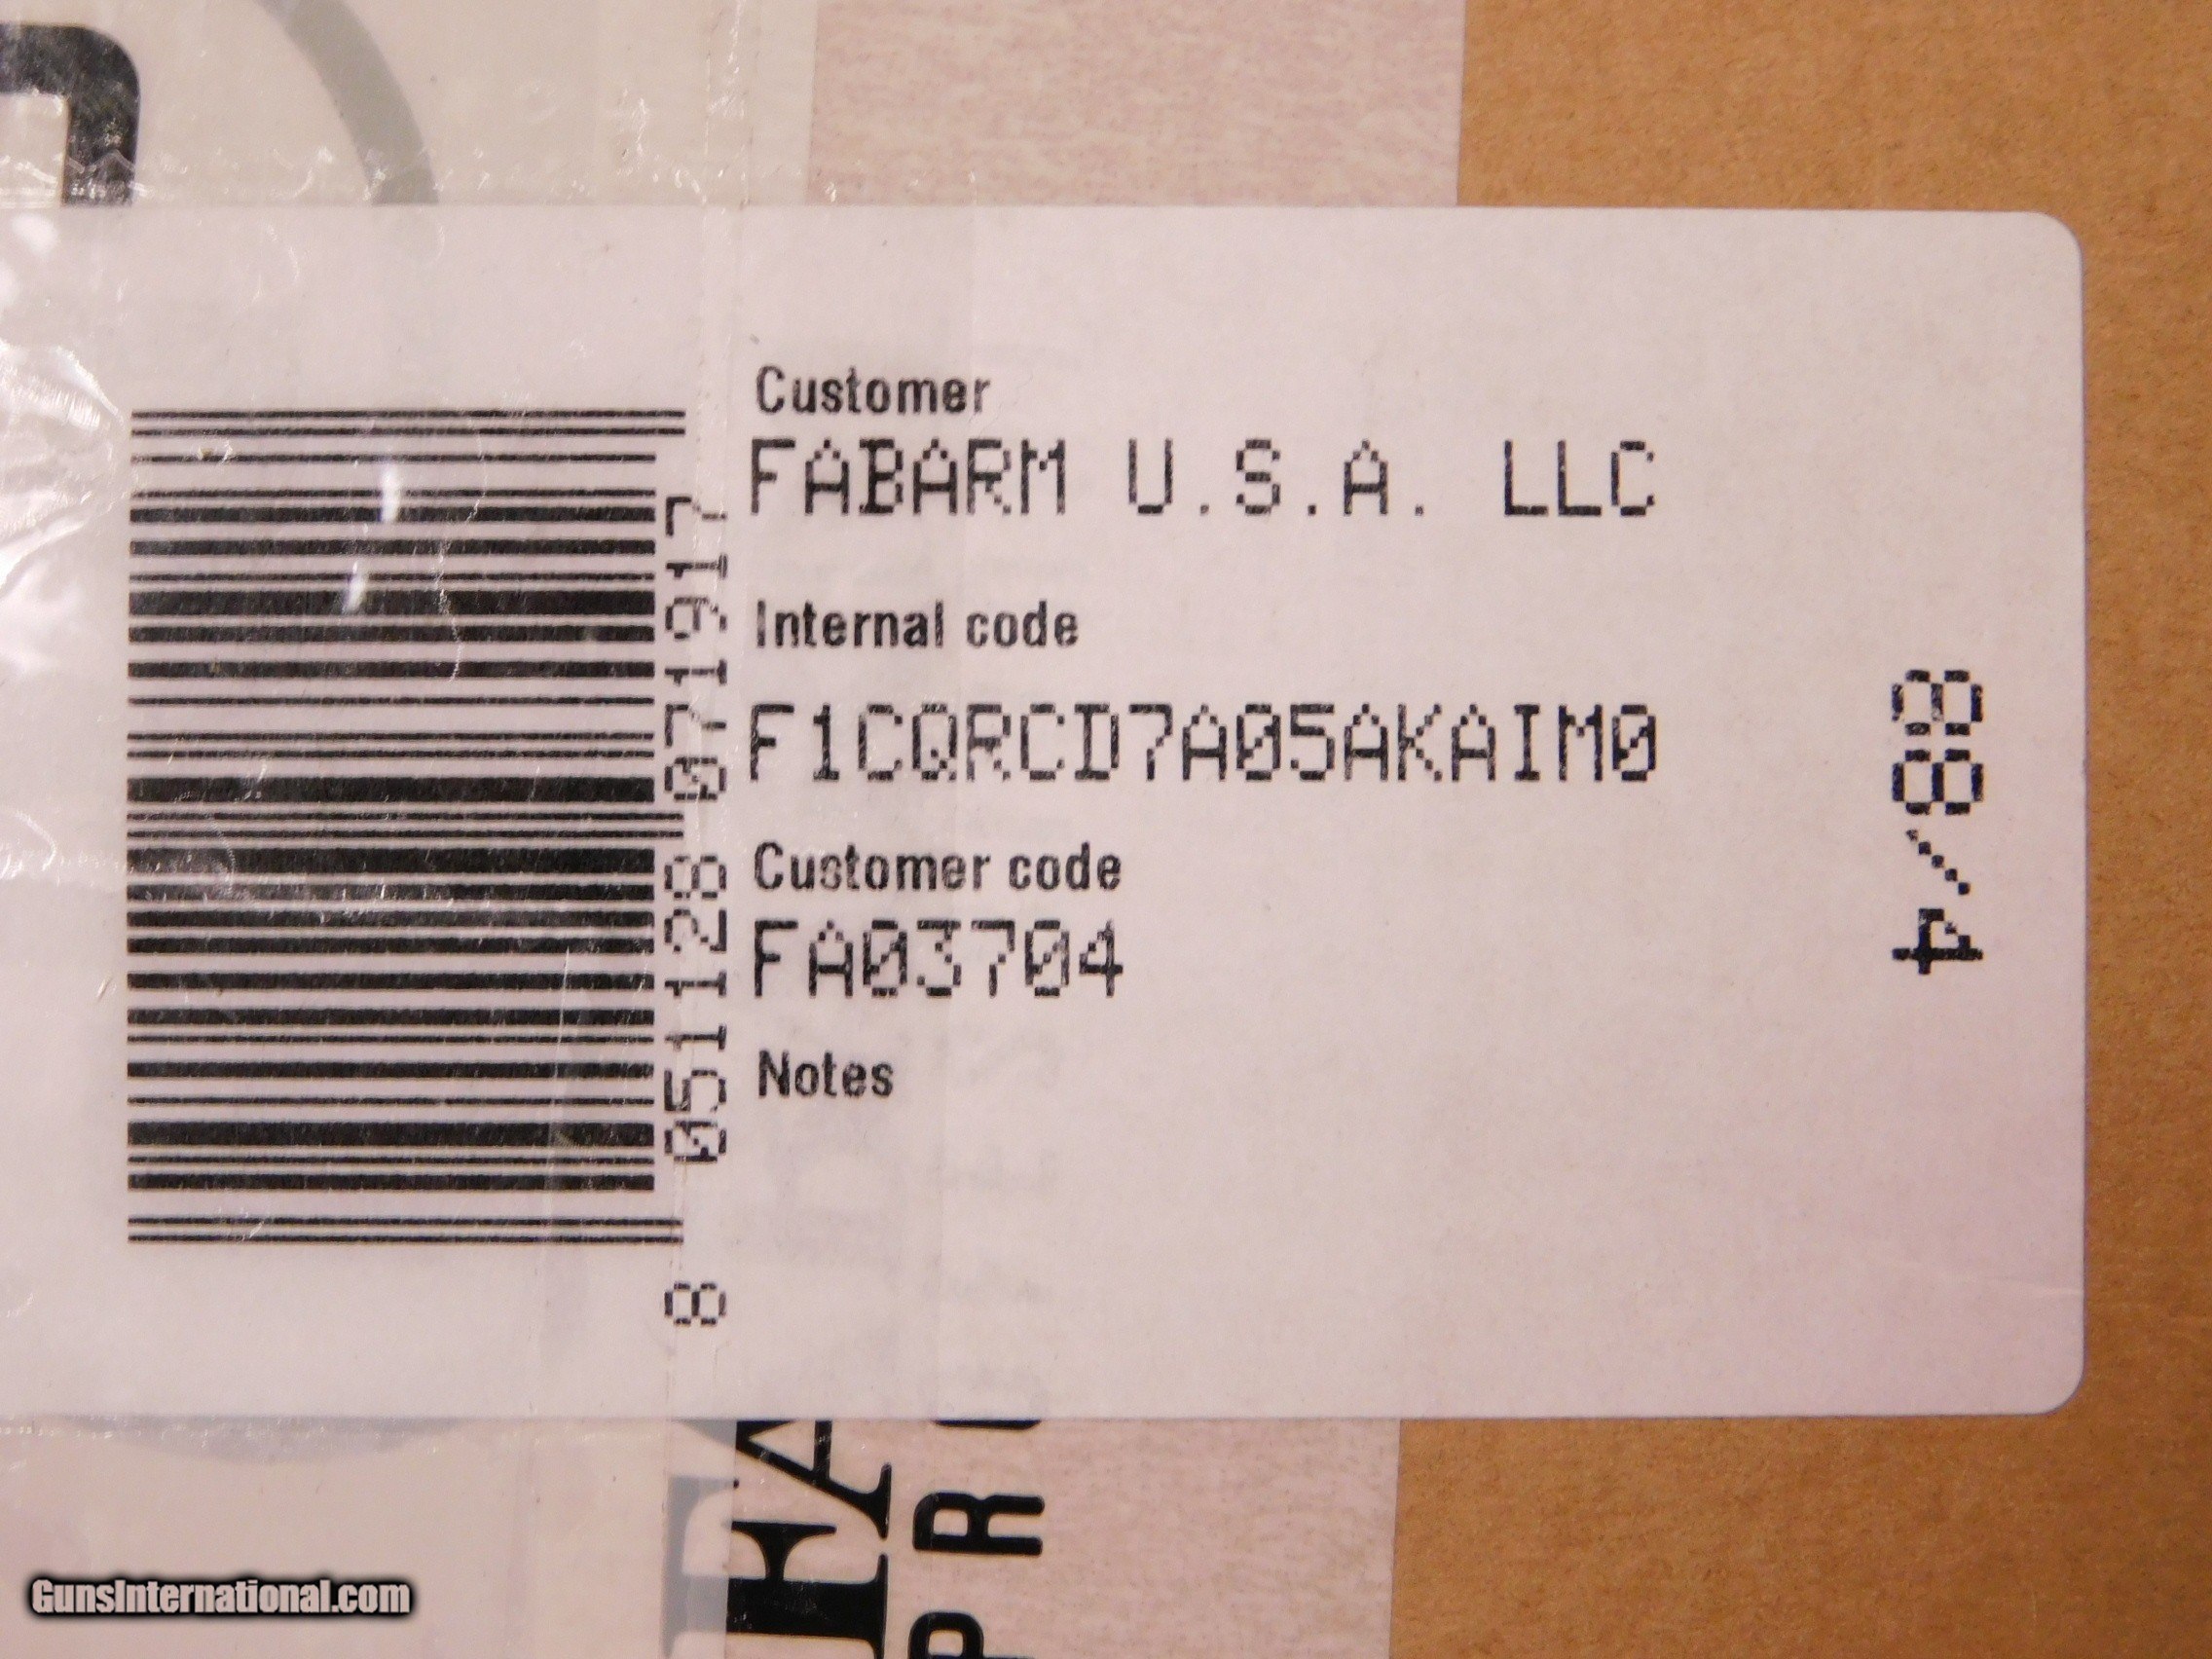 Customer
FABARM U.S.A. LLC
Internal code
F1CQRCD7A05AKAIM0
Customer code
FA03704
Notes
8 051128 071917
88/4
GunsInternational.com